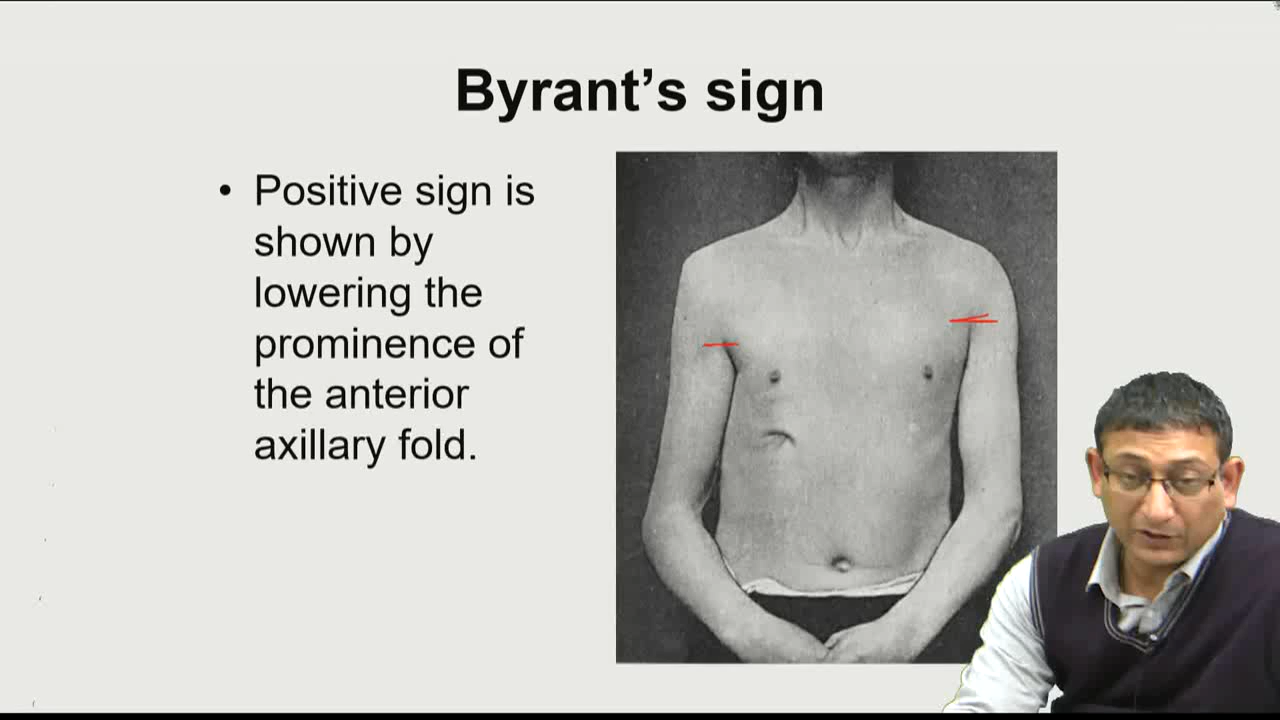 Byrant’s sign
• Positive sign is
shown by
lowering the
prominence of
the anterior
axillary fold.